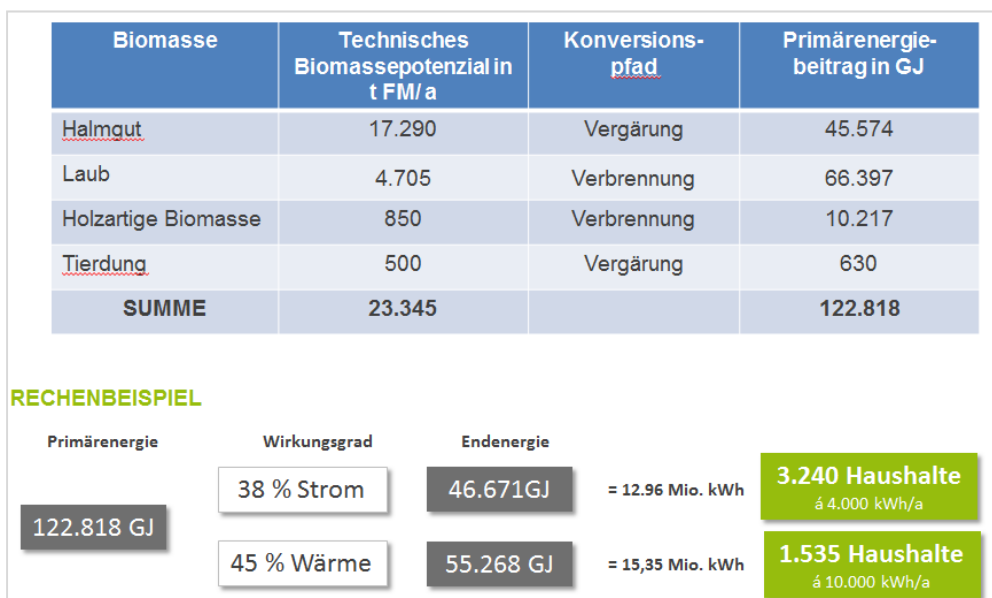 Biomasse Technisches Biomassepotenzial in t FM/a Konversions-pfad Primärenergie-beitrag in GJ
Halmgut 17.290 Vergärung 45.574
Laub 4.705 Verbrennung 66.397
Holzartige Biomasse 850 Verbrennung 10.217
Tierdung 500 Vergärung 630
SUMME 23.345 122.818
RECHENBEISPIEL
Primärenergie Wirkungsgrad Endenergie
38 % Strom 46.671GJ = 12.96 Mio. kWh 3.240 Haushalte
á 4.000 kWh/a
122.818 GJ
45 % Wärme 55.268 GJ = 15,35 Mio. kWh 1.535 Haushalte
á 10.000 kWh/a